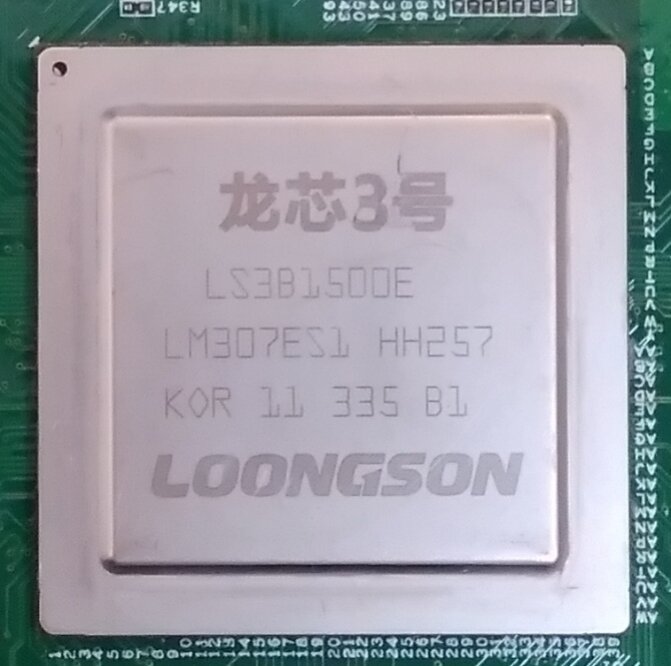 R347
龙芯3号
LS3B1500E
LM307ES1 HH257
KOR 11 335 B1
LOONGSON